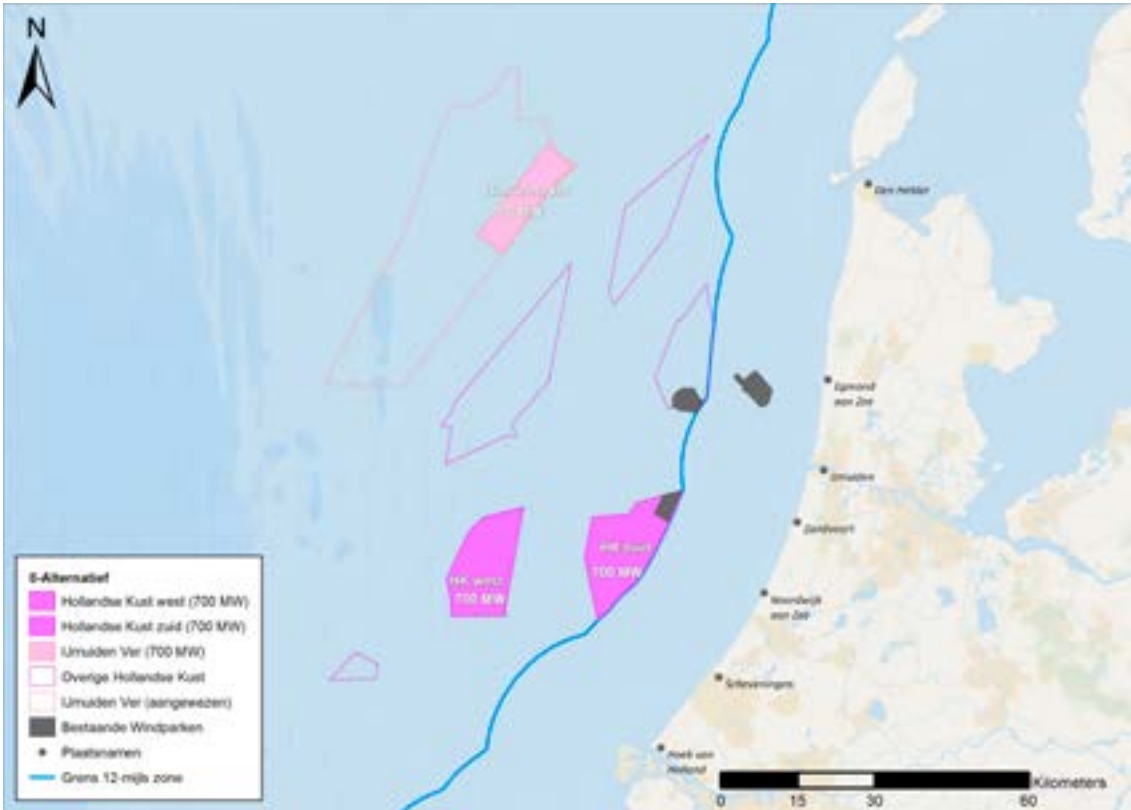 N
Den Helder
Egmond
aan Zee
IJmuiden
Zandvoort
HK zuid
700 MW
HK west
700 MW
Noordwijk
aan Zee
Scheveningen
Hoek van
Holland
0-Alternatief
Hollandse Kust west (700 MW)
Hollandse Kust zuid (700 MW)
IJmuiden Ver (700 MW)
Overige Hollandse Kust
IJmuiden Ver (aangewezen)
Bestaande Windparken
Plaatsnamen
Grens 12-mijls zone
Kilometers
0 15 30 60